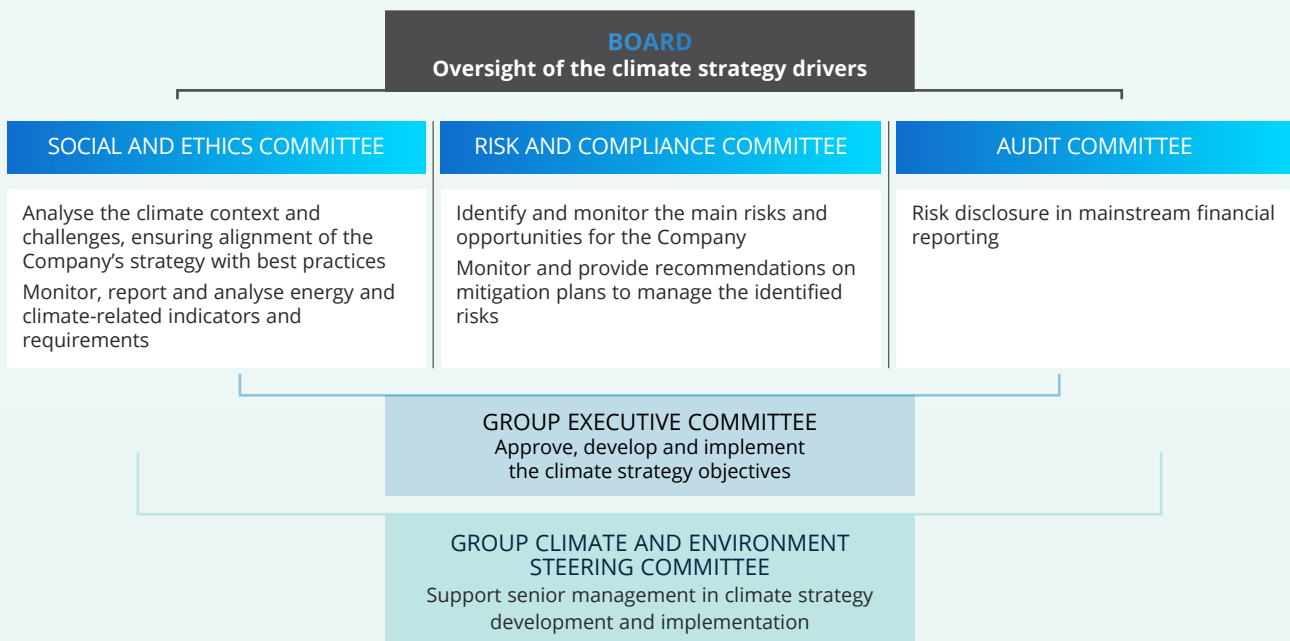 BOARD
Oversight of the climate strategy drivers
SOCIAL AND ETHICS COMMITTEE
Analyse the climate context and
challenges, ensuring alignment of the
Company’s strategy with best practices
Monitor, report and analyse energy and
climate-related indicators and
requirements
RISK AND COMPLIANCE COMMITTEE
Identify and monitor the main risks and
opportunities for the Company
Monitor and provide recommendations on
mitigation plans to manage the identified
risks
AUDIT COMMITTEE
Risk disclosure in mainstream financial
reporting
GROUP EXECUTIVE COMMITTEE
Approve, develop and implement
the climate strategy objectives
GROUP CLIMATE AND ENVIRONMENT
STEERING COMMITTEE
Support senior management in climate strategy
development and implementation